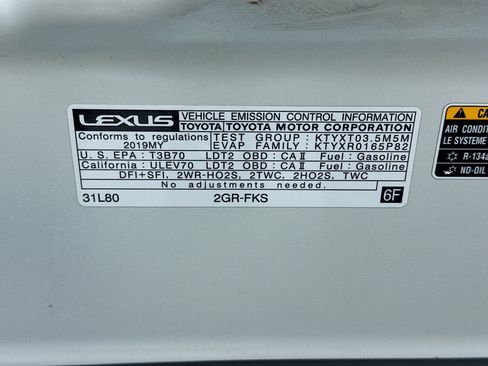 LEXUS VEHICLE EMISSION CONTROL INFORMATION
TOYOTA TOYOTA MOTOR CORPORATION
Conforms to regulations TEST GROUP : KTYXT03.5M5M
2019MY EVAP FAMILY : KTYXR0165P82
U.S. EPA : T3B70 LDT2 OBD : CAⅡ Fuel : Gasoline
California : ULEV70 LDT2 OBD : CAⅡ Fuel : Gasoline
DFI+SFI, 2WR-HO2S, 2TWC, 2HO2S, TWC
No adjustments needed.
31L80 2GR-FKS 6F
CA
AIR CONDITI
LE SYSTÈME
R-134a
ND-OIL